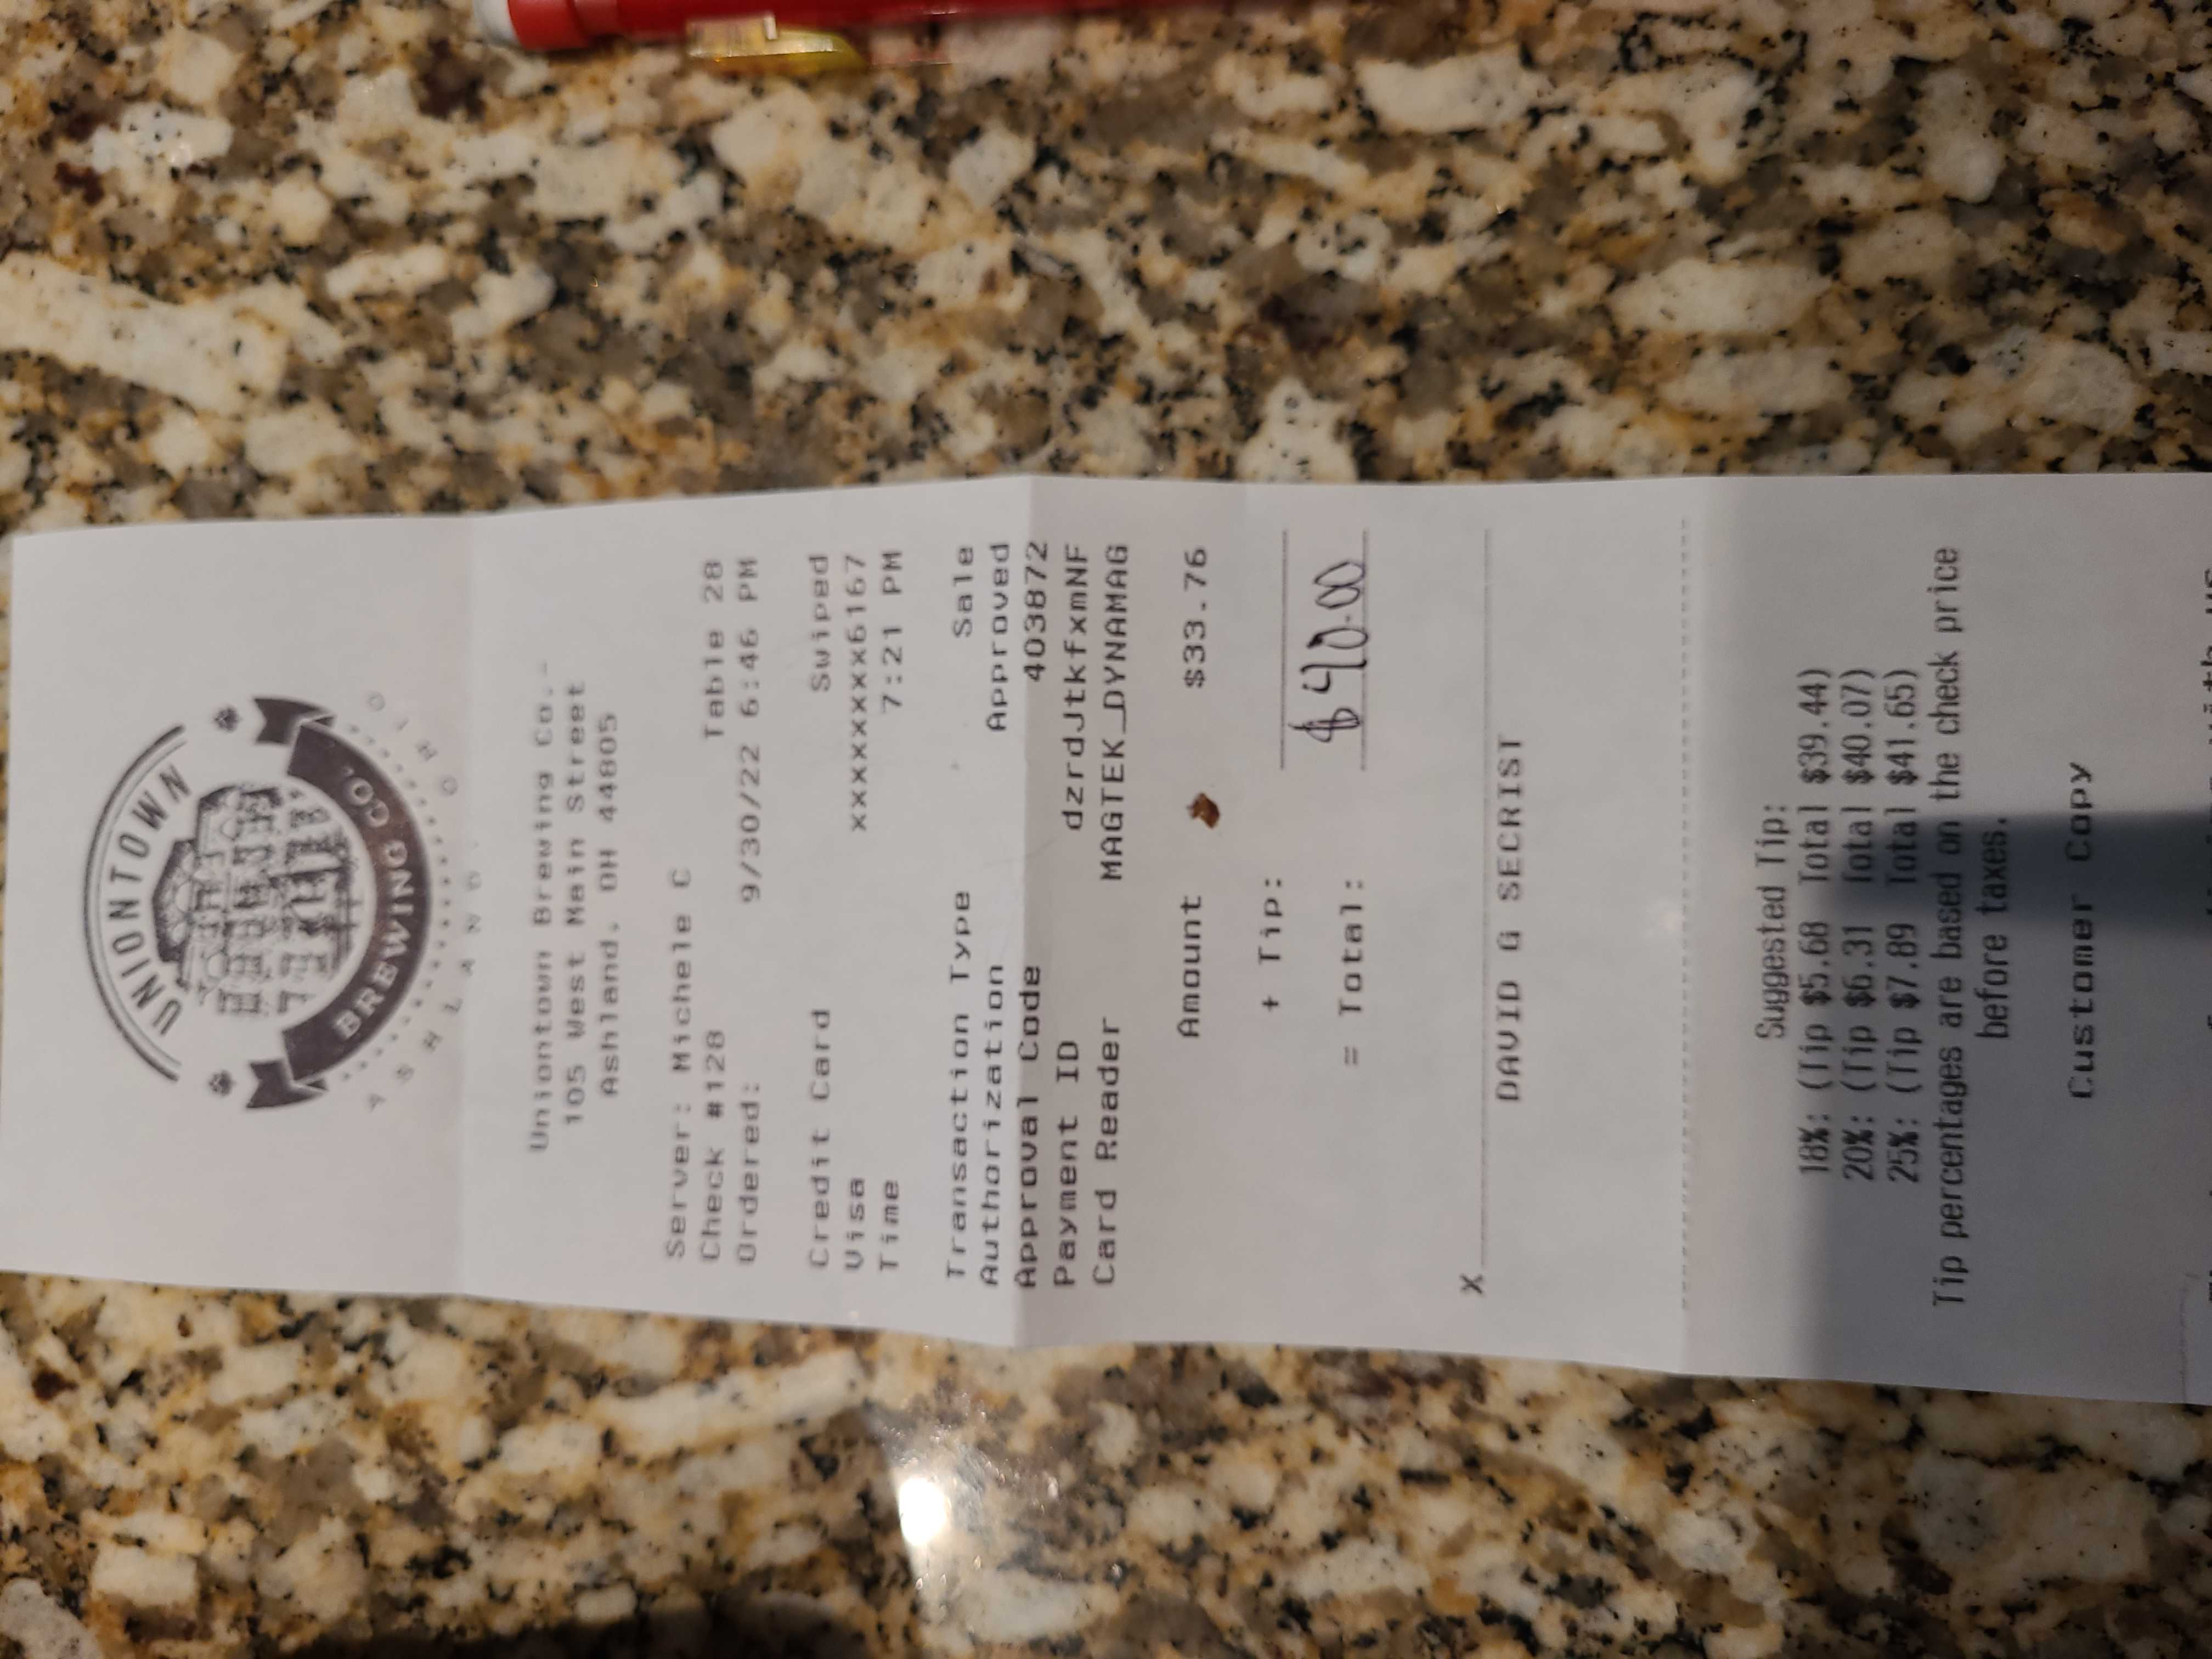 UNIONTOWN
BREWING CO.
ASHLAND, OHIO
Uniontown Brewing Co.-
105 West Main Street
Ashland, OH 44805
Server: Michele C
Check #128 Table 28
Ordered: 9/30/22 6:46 PM
Credit Card Swiped
Visa xxxxxxxx6167
Time 7:21 PM
Transaction Type Sale
Authorization Approved
Approval Code 403872
Payment ID dzrdJtkfxmNF
Card Reader MAGTEK_DYNAMAG
Amount $33.76
+ Tip:
= Total: $40.00
X
DAVID G SECRIST
Suggested Tip:
18%: (Tip $5.68 Total $39.44)
20%: (Tip $6.31 Total $40.07)
25%: (Tip $7.89 Total $41.65)
Tip percentages are based on the check price
before taxes.
Customer Copy